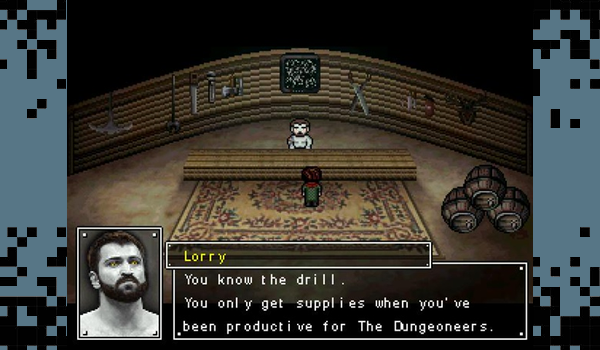 Lorry
You know the drill.
You only get supplies when you've
been productive for The Dungeoneers.